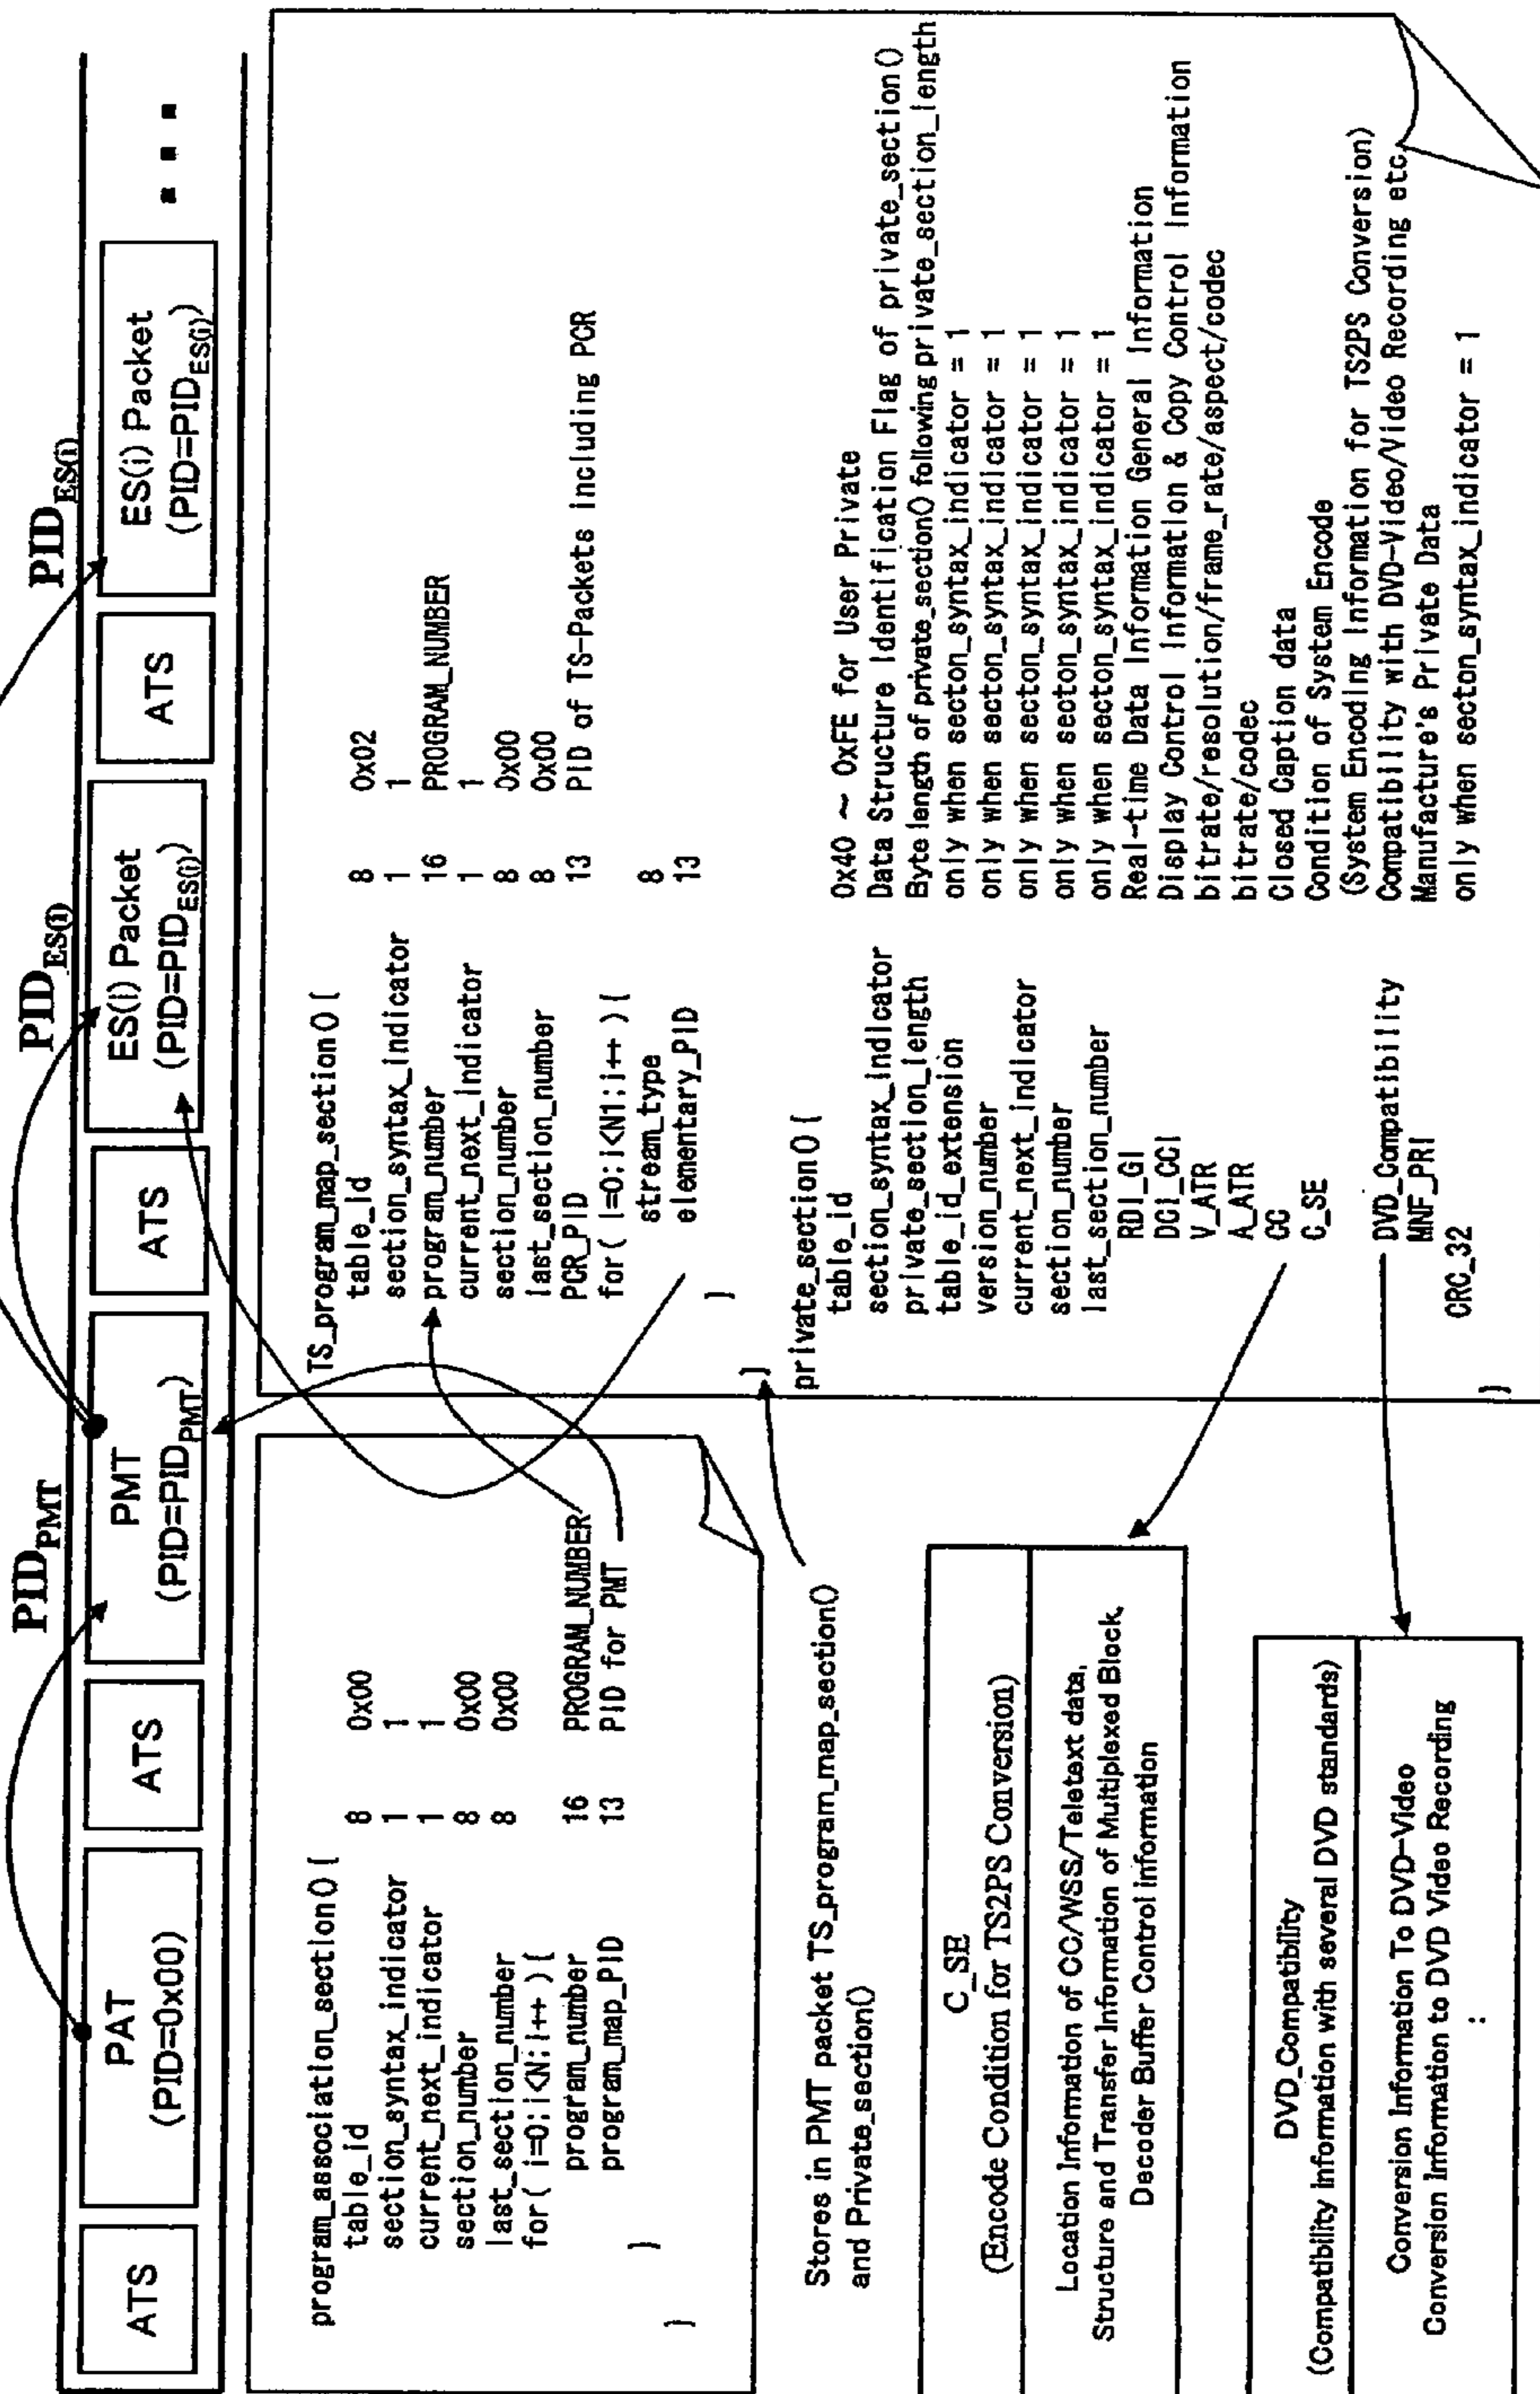 PID_PMT
PID_ES(i)
PID_ES(i)
ATS
PAT
(PID=0x00)
ATS
PMT
(PID=PID_PMT)
ATS
ES(i) Packet
(PID=PID_ES(i))
ATS
ES(i) Packet
(PID=PID_ES(i))
program_association_section() {
table_id 8 0x00
section_syntax_indicator 1 1
current_next_indicator 1 1
section_number 8 0x00
last_section_number 8 0x00
for( i=0;i<N;i++ ) {
program_number 16 PROGRAM_NUMBER
program_map_PID 13 PID for PMT
}
}
TS_program_map_section() {
table_id 8 0x02
section_syntax_indicator 1 1
program_number 16 PROGRAM_NUMBER
current_next_indicator 1 1
section_number 8 0x00
last_section_number 8 0x00
PCR_PID 13 PID of TS-Packets including PCR
for( i=0;i<N1;i++ ) {
stream_type 8
elementary_PID 13
}
}
private_section() {
table_id 0x40 ~ 0xFE for User Private
section_syntax_indicator Data Structure Identification Flag of private_section()
private_section_length Byte length of private_section() following private_section_length
table_id_extension only when secton_syntax_indicator = 1
version_number only when secton_syntax_indicator = 1
current_next_indicator only when secton_syntax_indicator = 1
section_number only when secton_syntax_indicator = 1
last_section_number only when secton_syntax_indicator = 1
RDI_GI Real-time Data Information General Information
DCI_CCI Display Control Information & Copy Control Information
V_ATR bitrate/resolution/frame_rate/aspect/codec
A_ATR bitrate/codec
CC Closed Caption data
C_SE Condition of System Encode
(System Encoding Information for TS2PS Conversion)
DVD_Compatibility Compatibility with DVD-Video/Video Recording etc.
MNF_PRI Manufacture's Private Data
CRC_32 only when secton_syntax_indicator = 1
}
Stores in PMT packet TS_program_map_section()
and Private_section()
C_SE
(Encode Condition for TS2PS Conversion)
Location Information of CC/WSS/Teletext data,
Structure and Transfer Information of Multiplexed Block,
Decoder Buffer Control information
DVD_Compatibility
(Compatibility Information with several DVD standards)
Conversion Information To DVD-Video
Conversion Information to DVD Video Recording
: